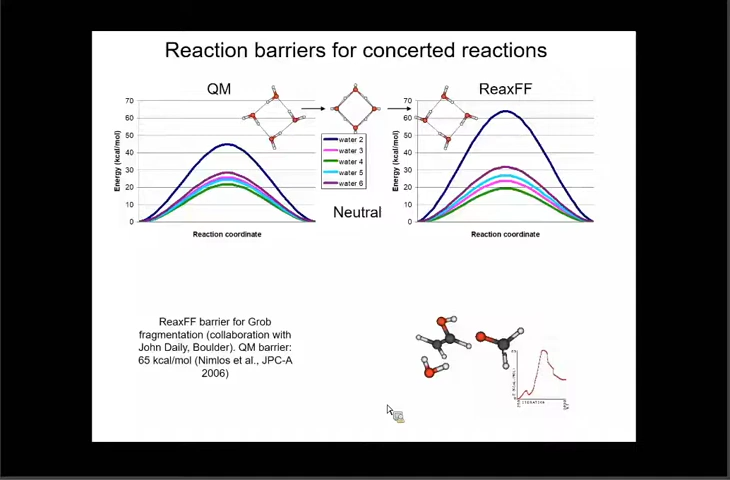 Reaction barriers for concerted reactions
QM
ReaxFF
70
60
50
40
30
20
10
0
Energy (kcal/mol)
Reaction coordinate
water 2
water 3
water 4
water 5
water 6
Neutral
70
60
50
40
30
20
10
0
Energy (kcal/mol)
Reaction coordinate
ReaxFF barrier for Grob
fragmentation (collaboration with
John Daily, Boulder). QM barrier:
65 kcal/mol (Nimlos et al., JPC-A
2006)
ITERATION